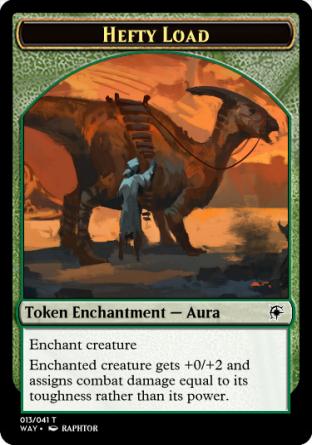 HEFTY LOAD
Token Enchantment — Aura
Enchant creature
Enchanted creature gets +0/+2 and
assigns combat damage equal to its
toughness rather than its power.
013/041 T
WAY • RAPHTOR